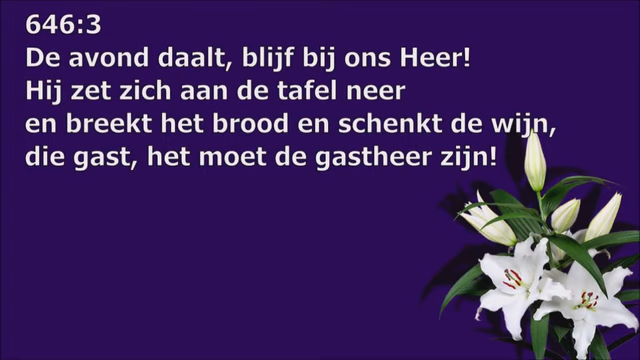 646:3
De avond daalt, blijf bij ons Heer!
Hij zet zich aan de tafel neer
en breekt het brood en schenkt de wijn,
die gast, het moet de gastheer zijn!